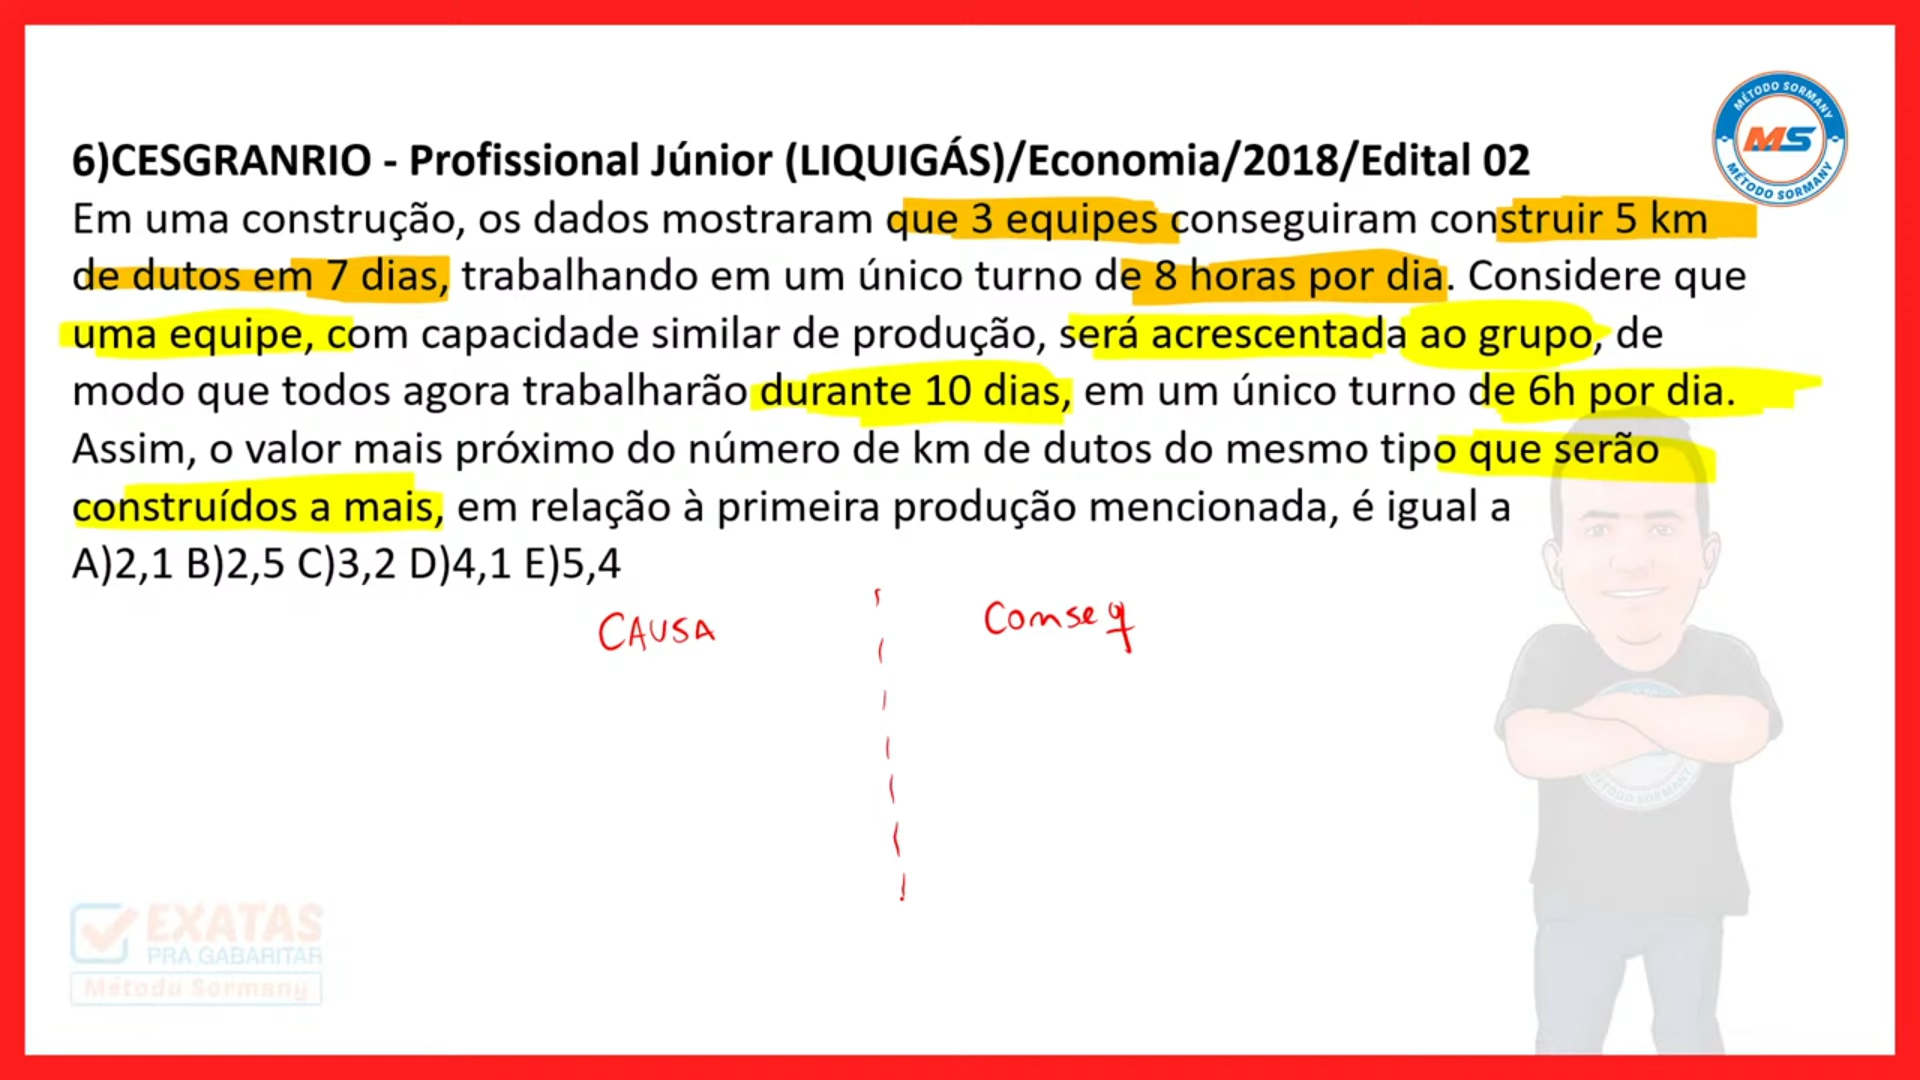 MÉTODO SORMANY
MS
MÉTODO SORMANY
6)CESGRANRIO - Profissional Júnior (LIQUIGÁS)/Economia/2018/Edital 02
Em uma construção, os dados mostraram que 3 equipes conseguiram construir 5 km
de dutos em 7 dias, trabalhando em um único turno de 8 horas por dia. Considere que
uma equipe, com capacidade similar de produção, será acrescentada ao grupo, de
modo que todos agora trabalharão durante 10 dias, em um único turno de 6h por dia.
Assim, o valor mais próximo do número de km de dutos do mesmo tipo que serão
construídos a mais, em relação à primeira produção mencionada, é igual a
A)2,1 B)2,5 C)3,2 D)4,1 E)5,4
CAUSA Conseq
EXATAS
PRA GABARITAR
Método Sormany